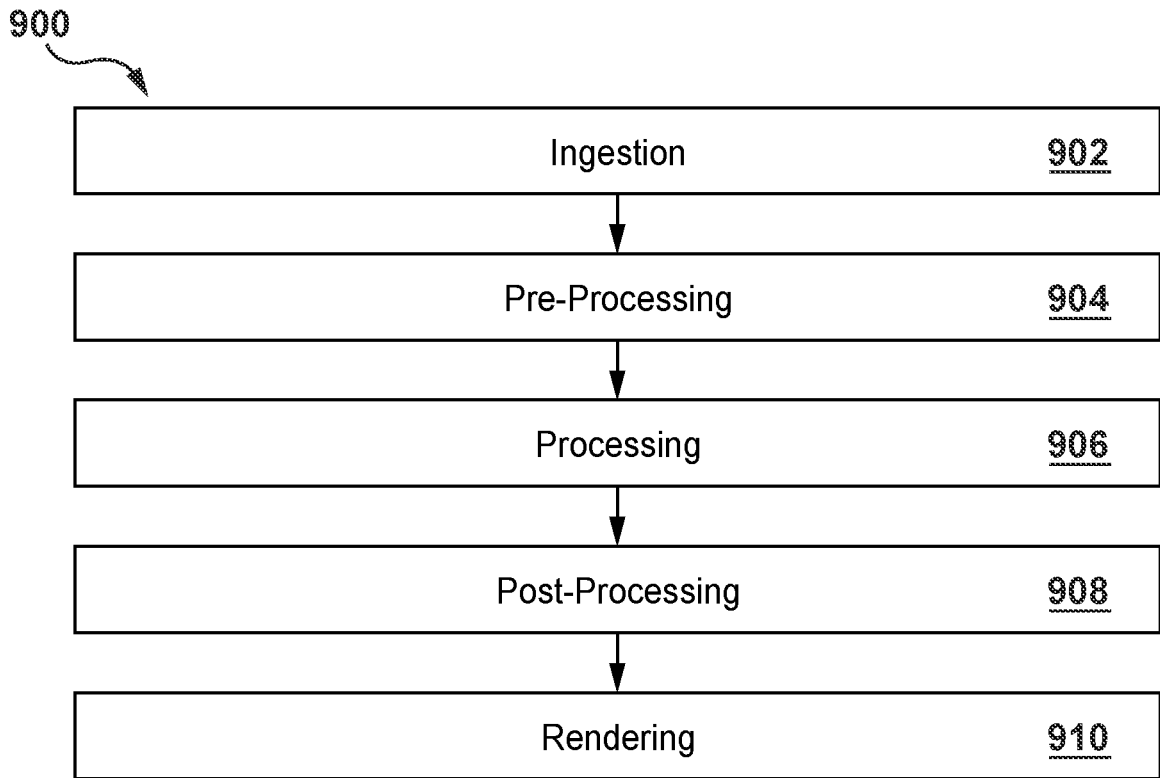 900
Ingestion 902
Pre-Processing 904
Processing 906
Post-Processing 908
Rendering 910